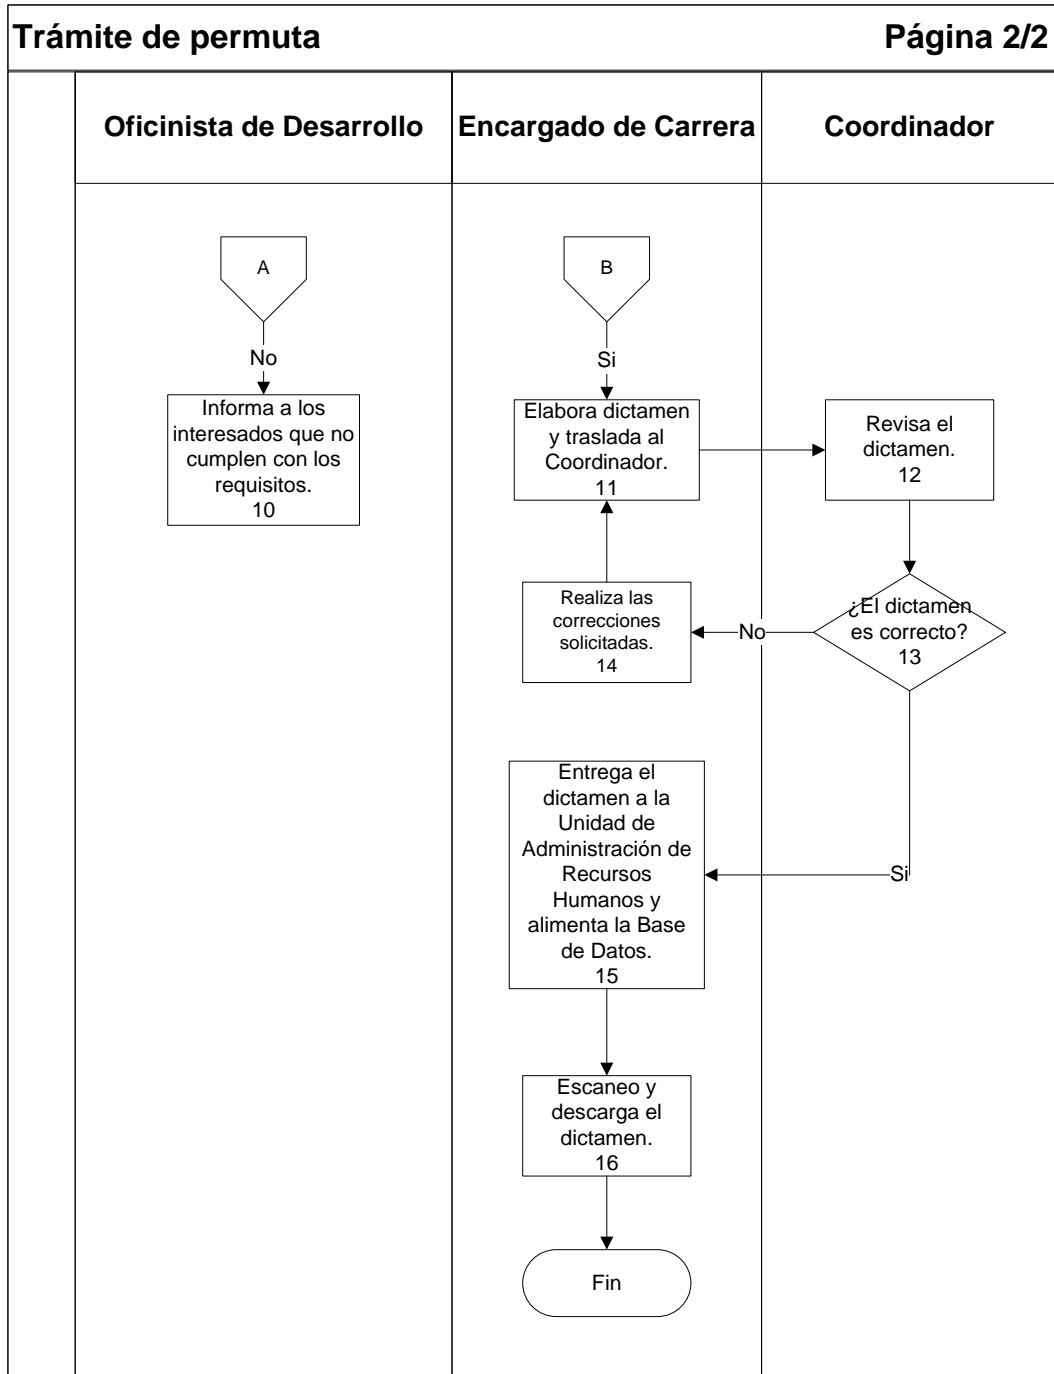 Trámite de permuta
Página 2/2
Oficinista de Desarrollo
Encargado de Carrera
Coordinador
A
No
Informa a los
interesados que no
cumplen con los
requisitos.
10
B
Si
Elabora dictamen
y traslada al
Coordinador.
11
Revisa el
dictamen.
12
¿El dictamen
es correcto?
13
No
Realiza las
correcciones
solicitadas.
14
Si
Entrega el
dictamen a la
Unidad de
Administración de
Recursos
Humanos y
alimenta la Base
de Datos.
15
Escaneo y
descarga el
dictamen.
16
Fin